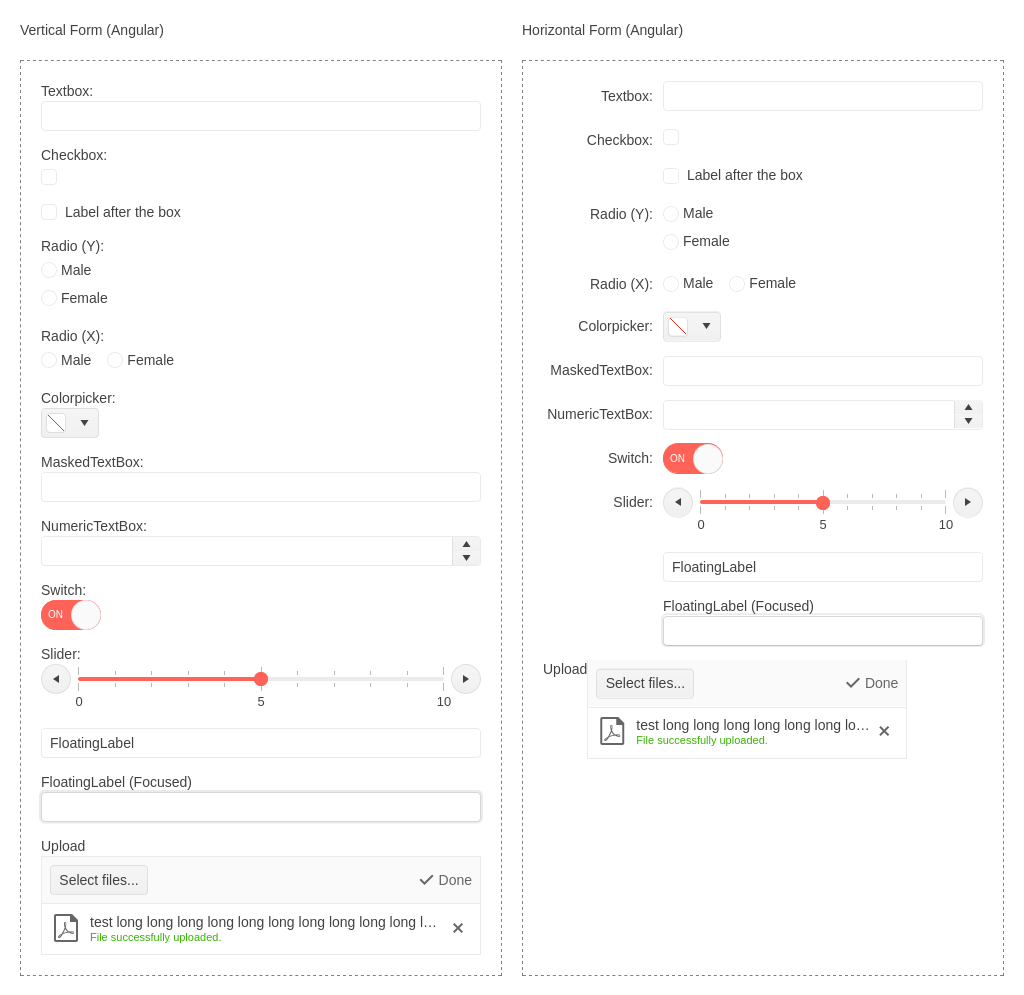 Vertical Form (Angular)
Textbox:
Checkbox:
Label after the box
Radio (Y):
Male
Female
Radio (X):
Male Female
Colorpicker:
MaskedTextBox:
NumericTextBox:
Switch:
ON
Slider:
0 5 10
FloatingLabel
FloatingLabel (Focused)
Upload
Select files... Done
test long long long long long long long long long long l...
File successfully uploaded.
Horizontal Form (Angular)
Textbox:
Checkbox:
Label after the box
Radio (Y): Male
Female
Radio (X): Male Female
Colorpicker:
MaskedTextBox:
NumericTextBox:
Switch: ON
Slider:
0 5 10
FloatingLabel
FloatingLabel (Focused)
Upload
Select files... Done
test long long long long long long lo...
File successfully uploaded.